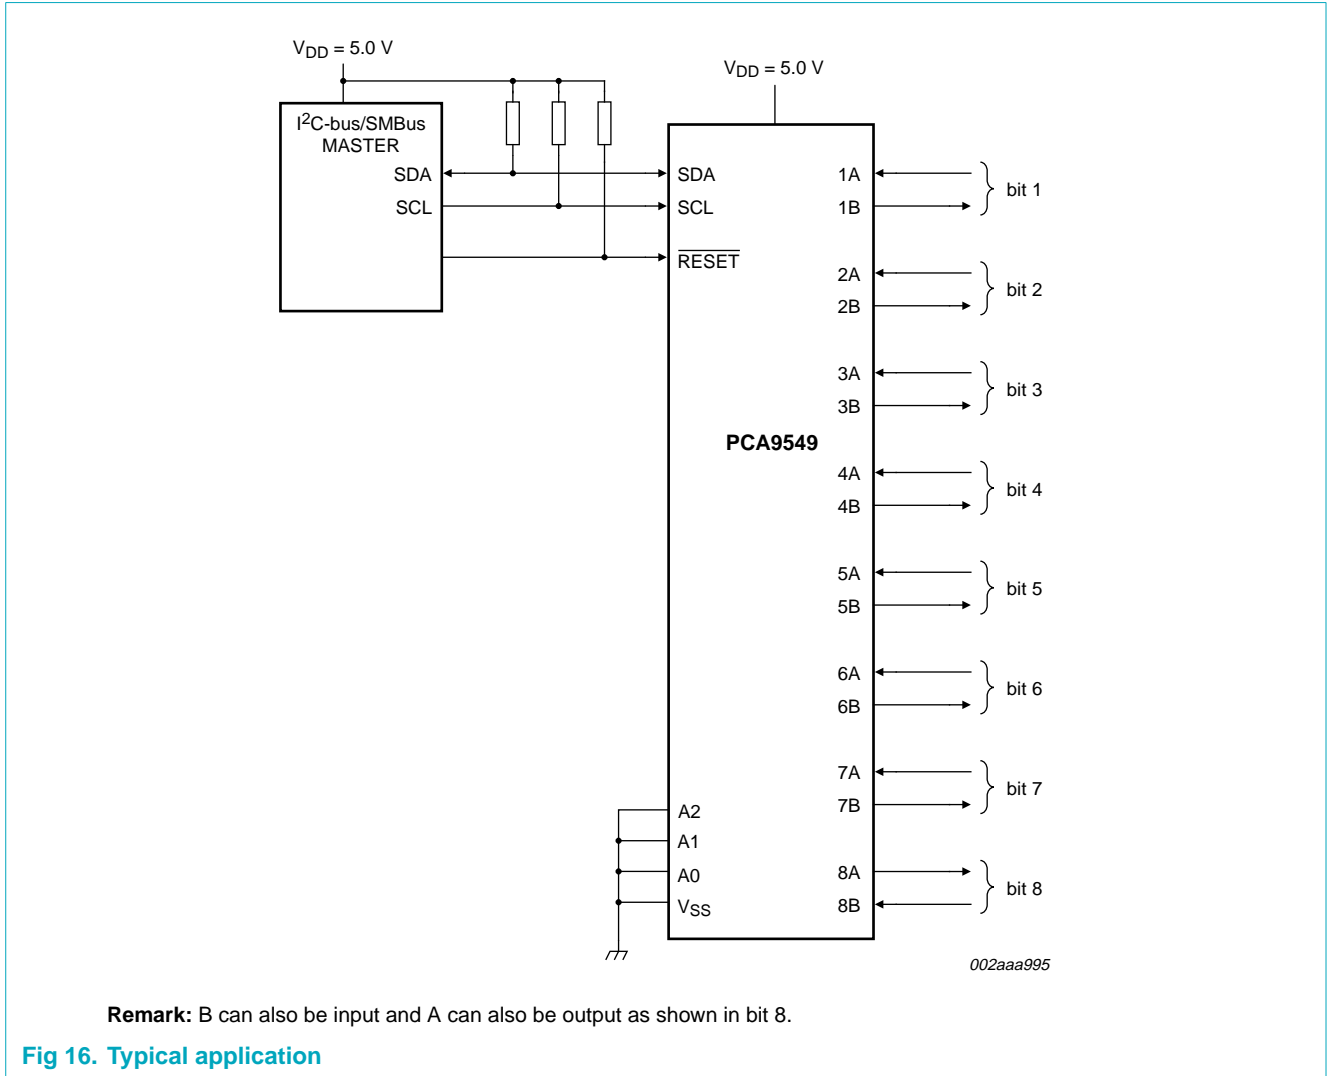 VDD = 5.0 V
VDD = 5.0 V
I2C-bus/SMBus
MASTER
SDA
SCL
SDA
SCL
RESET
PCA9549
A2
A1
A0
VSS
1A
1B
bit 1
2A
2B
bit 2
3A
3B
bit 3
4A
4B
bit 4
5A
5B
bit 5
6A
6B
bit 6
7A
7B
bit 7
8A
8B
bit 8
002aaa995
Remark: B can also be input and A can also be output as shown in bit 8.
Fig 16. Typical application